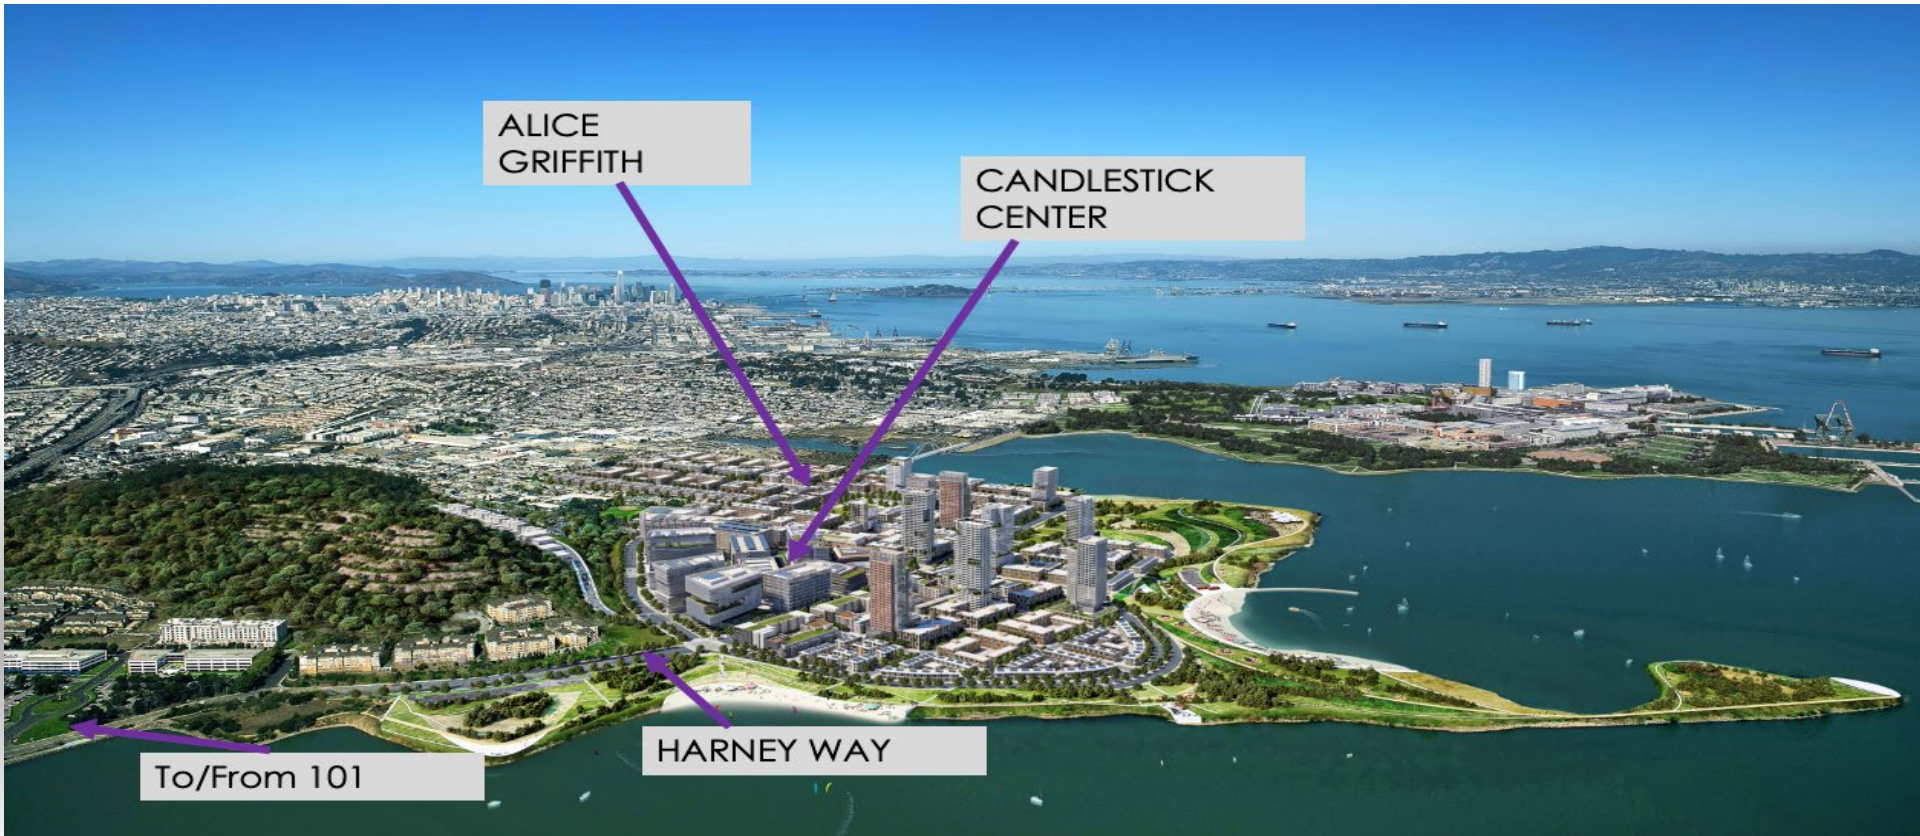 ALICE
GRIFFITH
CANDLESTICK
CENTER
HARNEY WAY
To/From 101